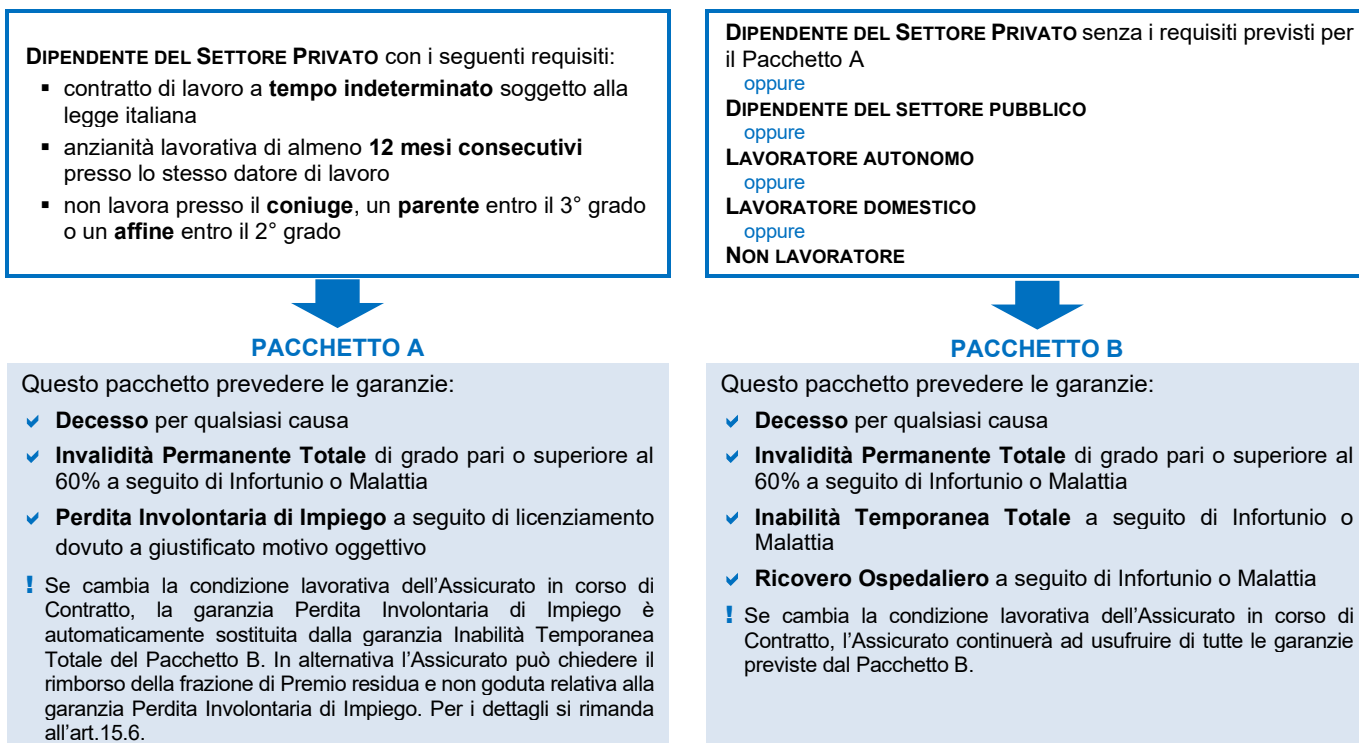 DIPENDENTE DEL SETTORE PRIVATO con i seguenti requisiti:
▪ contratto di lavoro a tempo indeterminato soggetto alla
legge italiana
▪ anzianità lavorativa di almeno 12 mesi consecutivi
presso lo stesso datore di lavoro
▪ non lavora presso il coniuge, un parente entro il 3° grado
o un affine entro il 2° grado
PACCHETTO A
Questo pacchetto prevedere le garanzie:
Decesso per qualsiasi causa
Invalidità Permanente Totale di grado pari o superiore al
60% a seguito di Infortunio o Malattia
Perdita Involontaria di Impiego a seguito di licenziamento
dovuto a giustificato motivo oggettivo
! Se cambia la condizione lavorativa dell'Assicurato in corso di
Contratto, la garanzia Perdita Involontaria di Impiego è
automaticamente sostituita dalla garanzia Inabilità Temporanea
Totale del Pacchetto B. In alternativa l'Assicurato può chiedere il
rimborso della frazione di Premio residua e non goduta relativa alla
garanzia Perdita Involontaria di Impiego. Per i dettagli si rimanda
all'art.15.6.
DIPENDENTE DEL SETTORE PRIVATO senza i requisiti previsti per
il Pacchetto A
oppure
DIPENDENTE DEL SETTORE PUBBLICO
oppure
LAVORATORE AUTONOMO
oppure
LAVORATORE DOMESTICO
oppure
NON LAVORATORE
PACCHETTO B
Questo pacchetto prevedere le garanzie:
Decesso per qualsiasi causa
Invalidità Permanente Totale di grado pari o superiore al
60% a seguito di Infortunio o Malattia
Inabilità Temporanea Totale a seguito di Infortunio o
Malattia
Ricovero Ospedaliero a seguito di Infortunio o Malattia
! Se cambia la condizione lavorativa dell'Assicurato in corso di
Contratto, l'Assicurato continuerà ad usufruire di tutte le garanzie
previste dal Pacchetto B.